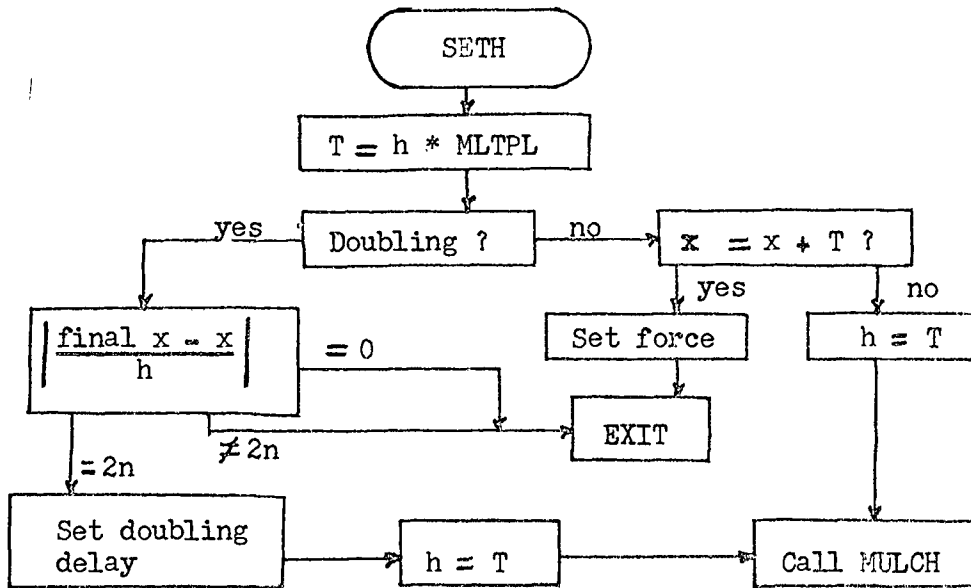 SETH
T = h * MLTPL
yes
Doubling ?
no
x = x + T ?
yes
no
| final x - x / h |
= 0
Set force
h = T
EXIT
≠ 2n
= 2n
Set doubling
delay
h = T
Call MULCH